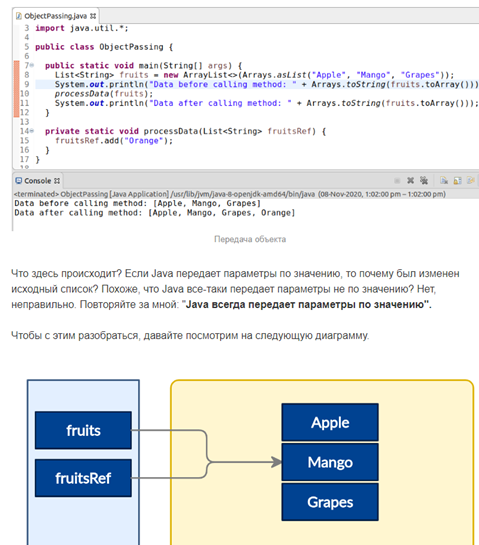 ObjectPassing.java
3 import java.util.*;
4
5 public class ObjectPassing {
6
7 public static void main(String[] args) {
8 List<String> fruits = new ArrayList<>(Arrays.asList("Apple", "Mango", "Grapes"));
9 System.out.println("Data before calling method: " + Arrays.toString(fruits.toArray()));
10 processData(fruits);
11 System.out.println("Data after calling method: " + Arrays.toString(fruits.toArray()));
12 }
13
14 private static void processData(List<String> fruitsRef) {
15 fruitsRef.add("Orange");
16 }
17 }
18
Console
<terminated> ObjectPassing [Java Application] /usr/lib/jvm/java-8-openjdk-amd64/bin/java (08-Nov-2020, 1:02:00 pm – 1:02:00 pm)
Data before calling method: [Apple, Mango, Grapes]
Data after calling method: [Apple, Mango, Grapes, Orange]
Передача объекта
Что здесь происходит? Если Java передает параметры по значению, то почему был изменен
исходный список? Похоже, что Java все-таки передает параметры не по значению? Нет,
неправильно. Повторяйте за мной: "Java всегда передает параметры по значению".
Чтобы с этим разобраться, давайте посмотрим на следующую диаграмму.
fruits
fruitsRef
Apple
Mango
Grapes